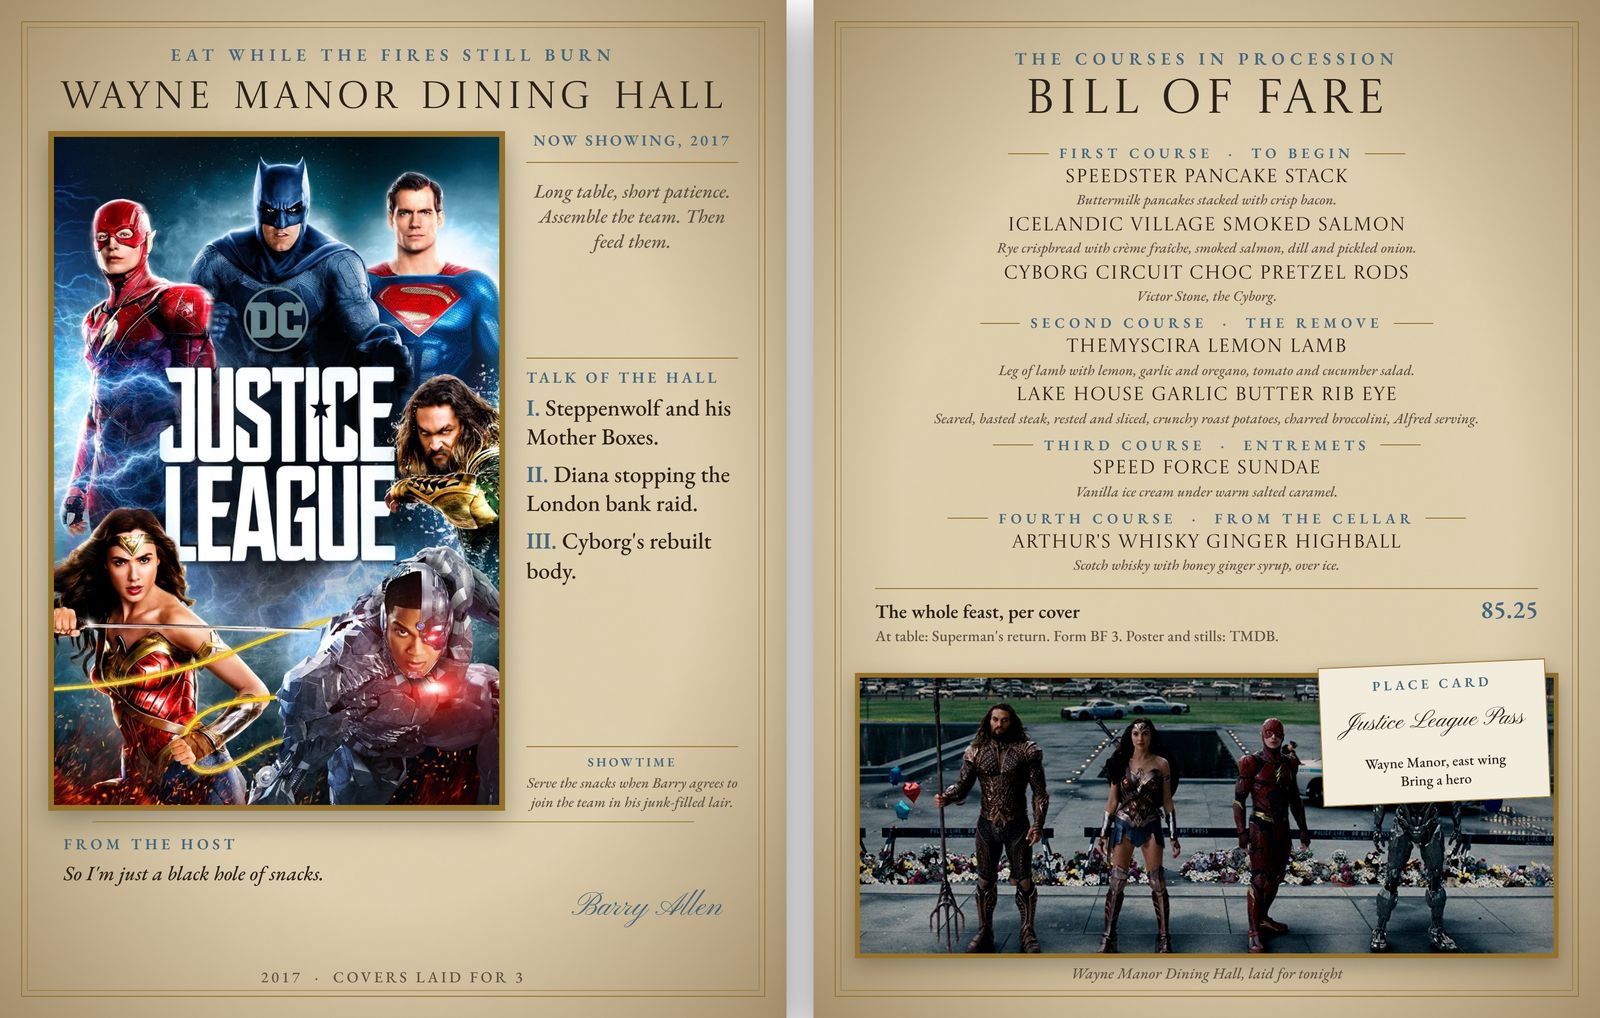 EAT WHILE THE FIRES STILL BURN
WAYNE MANOR DINING HALL
NOW SHOWING, 2017
Long table, short patience.
Assemble the team. Then
feed them.
DC
JUSTICE
LEAGUE
TALK OF THE HALL
I. Steppenwolf and his
Mother Boxes.
II. Diana stopping the
London bank raid.
III. Cyborg's rebuilt
body.
SHOWTIME
Serve the snacks when Barry agrees to
join the team in his junk-filled lair.
FROM THE HOST
So I'm just a black hole of snacks.
Barry Allen
2017 · COVERS LAID FOR 3
THE COURSES IN PROCESSION
BILL OF FARE
FIRST COURSE · TO BEGIN
SPEEDSTER PANCAKE STACK
Buttermilk pancakes stacked with crisp bacon.
ICELANDIC VILLAGE SMOKED SALMON
Rye crispbread with crème fraîche, smoked salmon, dill and pickled onion.
CYBORG CIRCUIT CHOC PRETZEL RODS
Victor Stone, the Cyborg.
SECOND COURSE · THE REMOVE
THEMYSCIRA LEMON LAMB
Leg of lamb with lemon, garlic and oregano, tomato and cucumber salad.
LAKE HOUSE GARLIC BUTTER RIB EYE
Seared, basted steak, rested and sliced, crunchy roast potatoes, charred broccolini, Alfred serving.
THIRD COURSE · ENTREMETS
SPEED FORCE SUNDAE
Vanilla ice cream under warm salted caramel.
FOURTH COURSE · FROM THE CELLAR
ARTHUR'S WHISKY GINGER HIGHBALL
Scotch whisky with honey ginger syrup, over ice.
The whole feast, per cover 85.25
At table: Superman's return. Form BF 3. Poster and stills: TMDB.
PLACE CARD
Justice League Pass
Wayne Manor, east wing
Bring a hero
Wayne Manor Dining Hall, laid for tonight